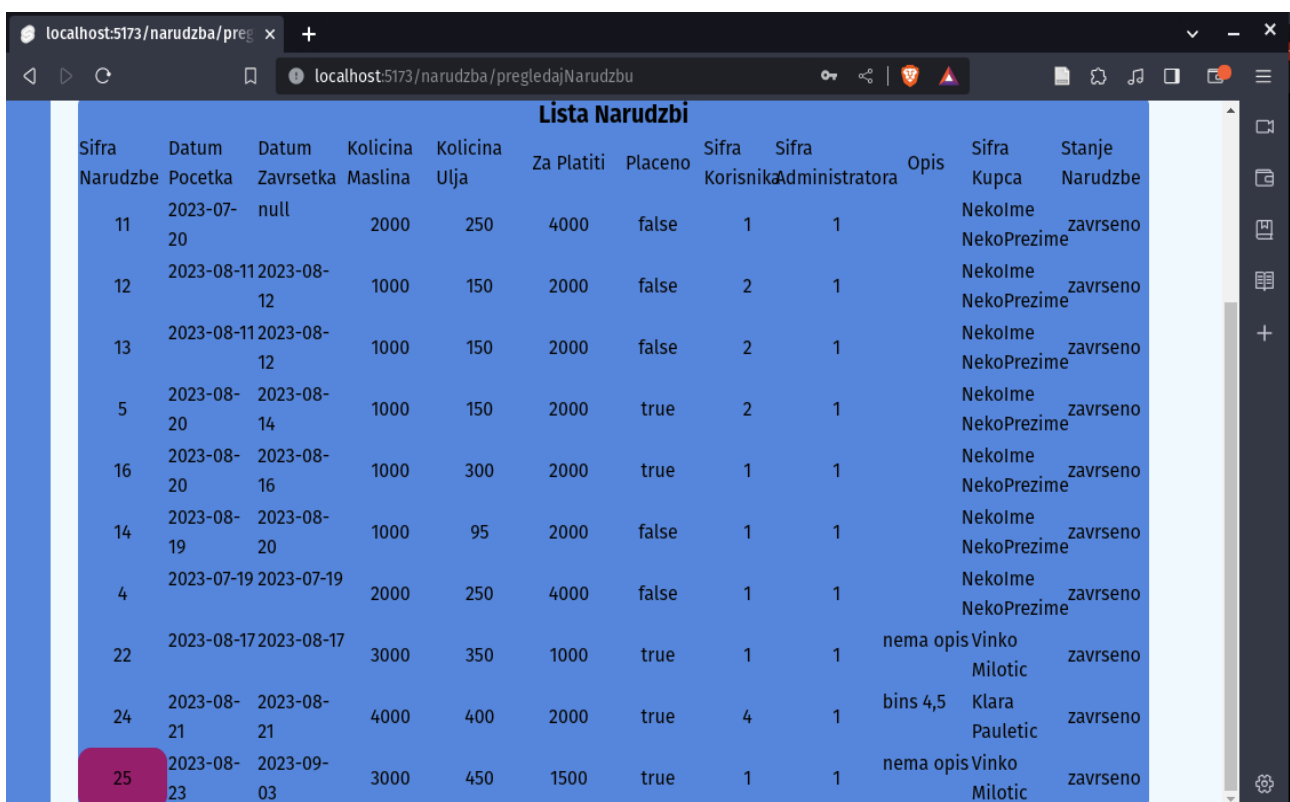 localhost:5173/narudzba/preg
localhost:5173/narudzba/pregledajNarudzbu
Lista Narudzbi
Sifra Narudzbe Datum Pocetka Datum Zavrsetka Kolicina Maslina Kolicina Ulja Za Platiti Placeno Sifra Korisnika Sifra Administratora Opis Sifra Kupca Stanje Narudzbe
11 2023-07-20 null 2000 250 4000 false 1 1 NekoIme NekoPrezime zavrseno
12 2023-08-11 2023-08-12 1000 150 2000 false 2 1 NekoIme NekoPrezime zavrseno
13 2023-08-11 2023-08-12 1000 150 2000 false 2 1 NekoIme NekoPrezime zavrseno
5 2023-08-20 2023-08-14 1000 150 2000 true 2 1 NekoIme NekoPrezime zavrseno
16 2023-08-20 2023-08-16 1000 300 2000 true 1 1 NekoIme NekoPrezime zavrseno
14 2023-08-19 2023-08-20 1000 95 2000 false 1 1 NekoIme NekoPrezime zavrseno
4 2023-07-19 2023-07-19 2000 250 4000 false 1 1 NekoIme NekoPrezime zavrseno
22 2023-08-17 2023-08-17 3000 350 1000 true 1 1 nema opis Vinko Milotic zavrseno
24 2023-08-21 2023-08-21 4000 400 2000 true 4 1 bins 4,5 Klara Pauletic zavrseno
25 2023-08-23 2023-09-03 3000 450 1500 true 1 1 nema opis Vinko Milotic zavrseno